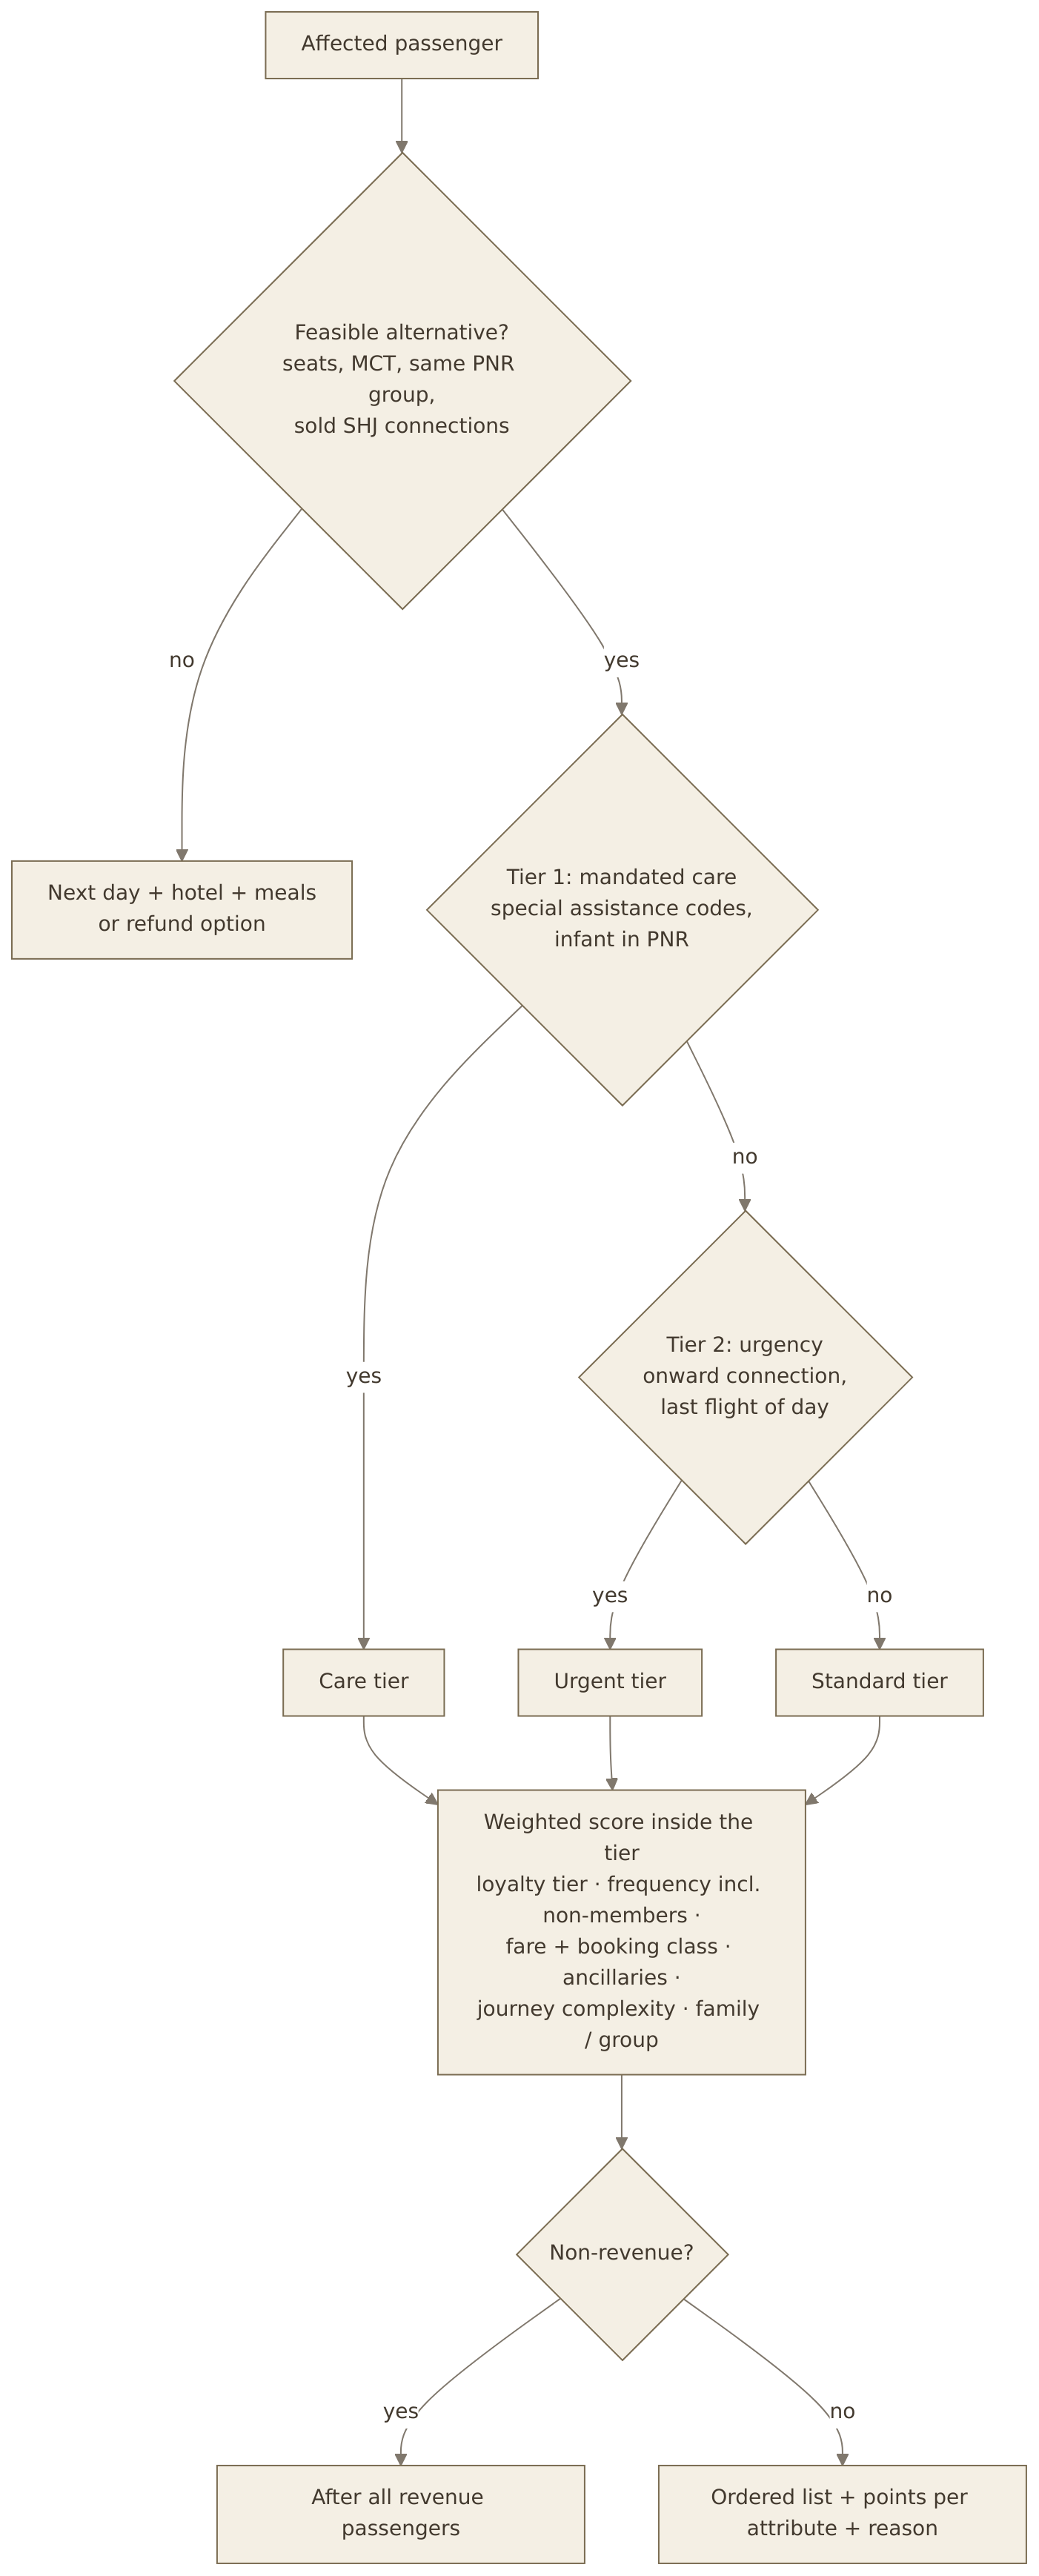 Affected passenger
Feasible alternative?
seats, MCT, same PNR
group,
sold SHJ connections
no
yes
Next day + hotel + meals
or refund option
Tier 1: mandated care
special assistance codes,
infant in PNR
no
Tier 2: urgency
onward connection,
last flight of day
yes
yes
no
Care tier
Urgent tier
Standard tier
Weighted score inside the
tier
loyalty tier · frequency incl.
non-members ·
fare + booking class ·
ancillaries ·
journey complexity · family
/ group
Non-revenue?
yes
no
After all revenue
passengers
Ordered list + points per
attribute + reason